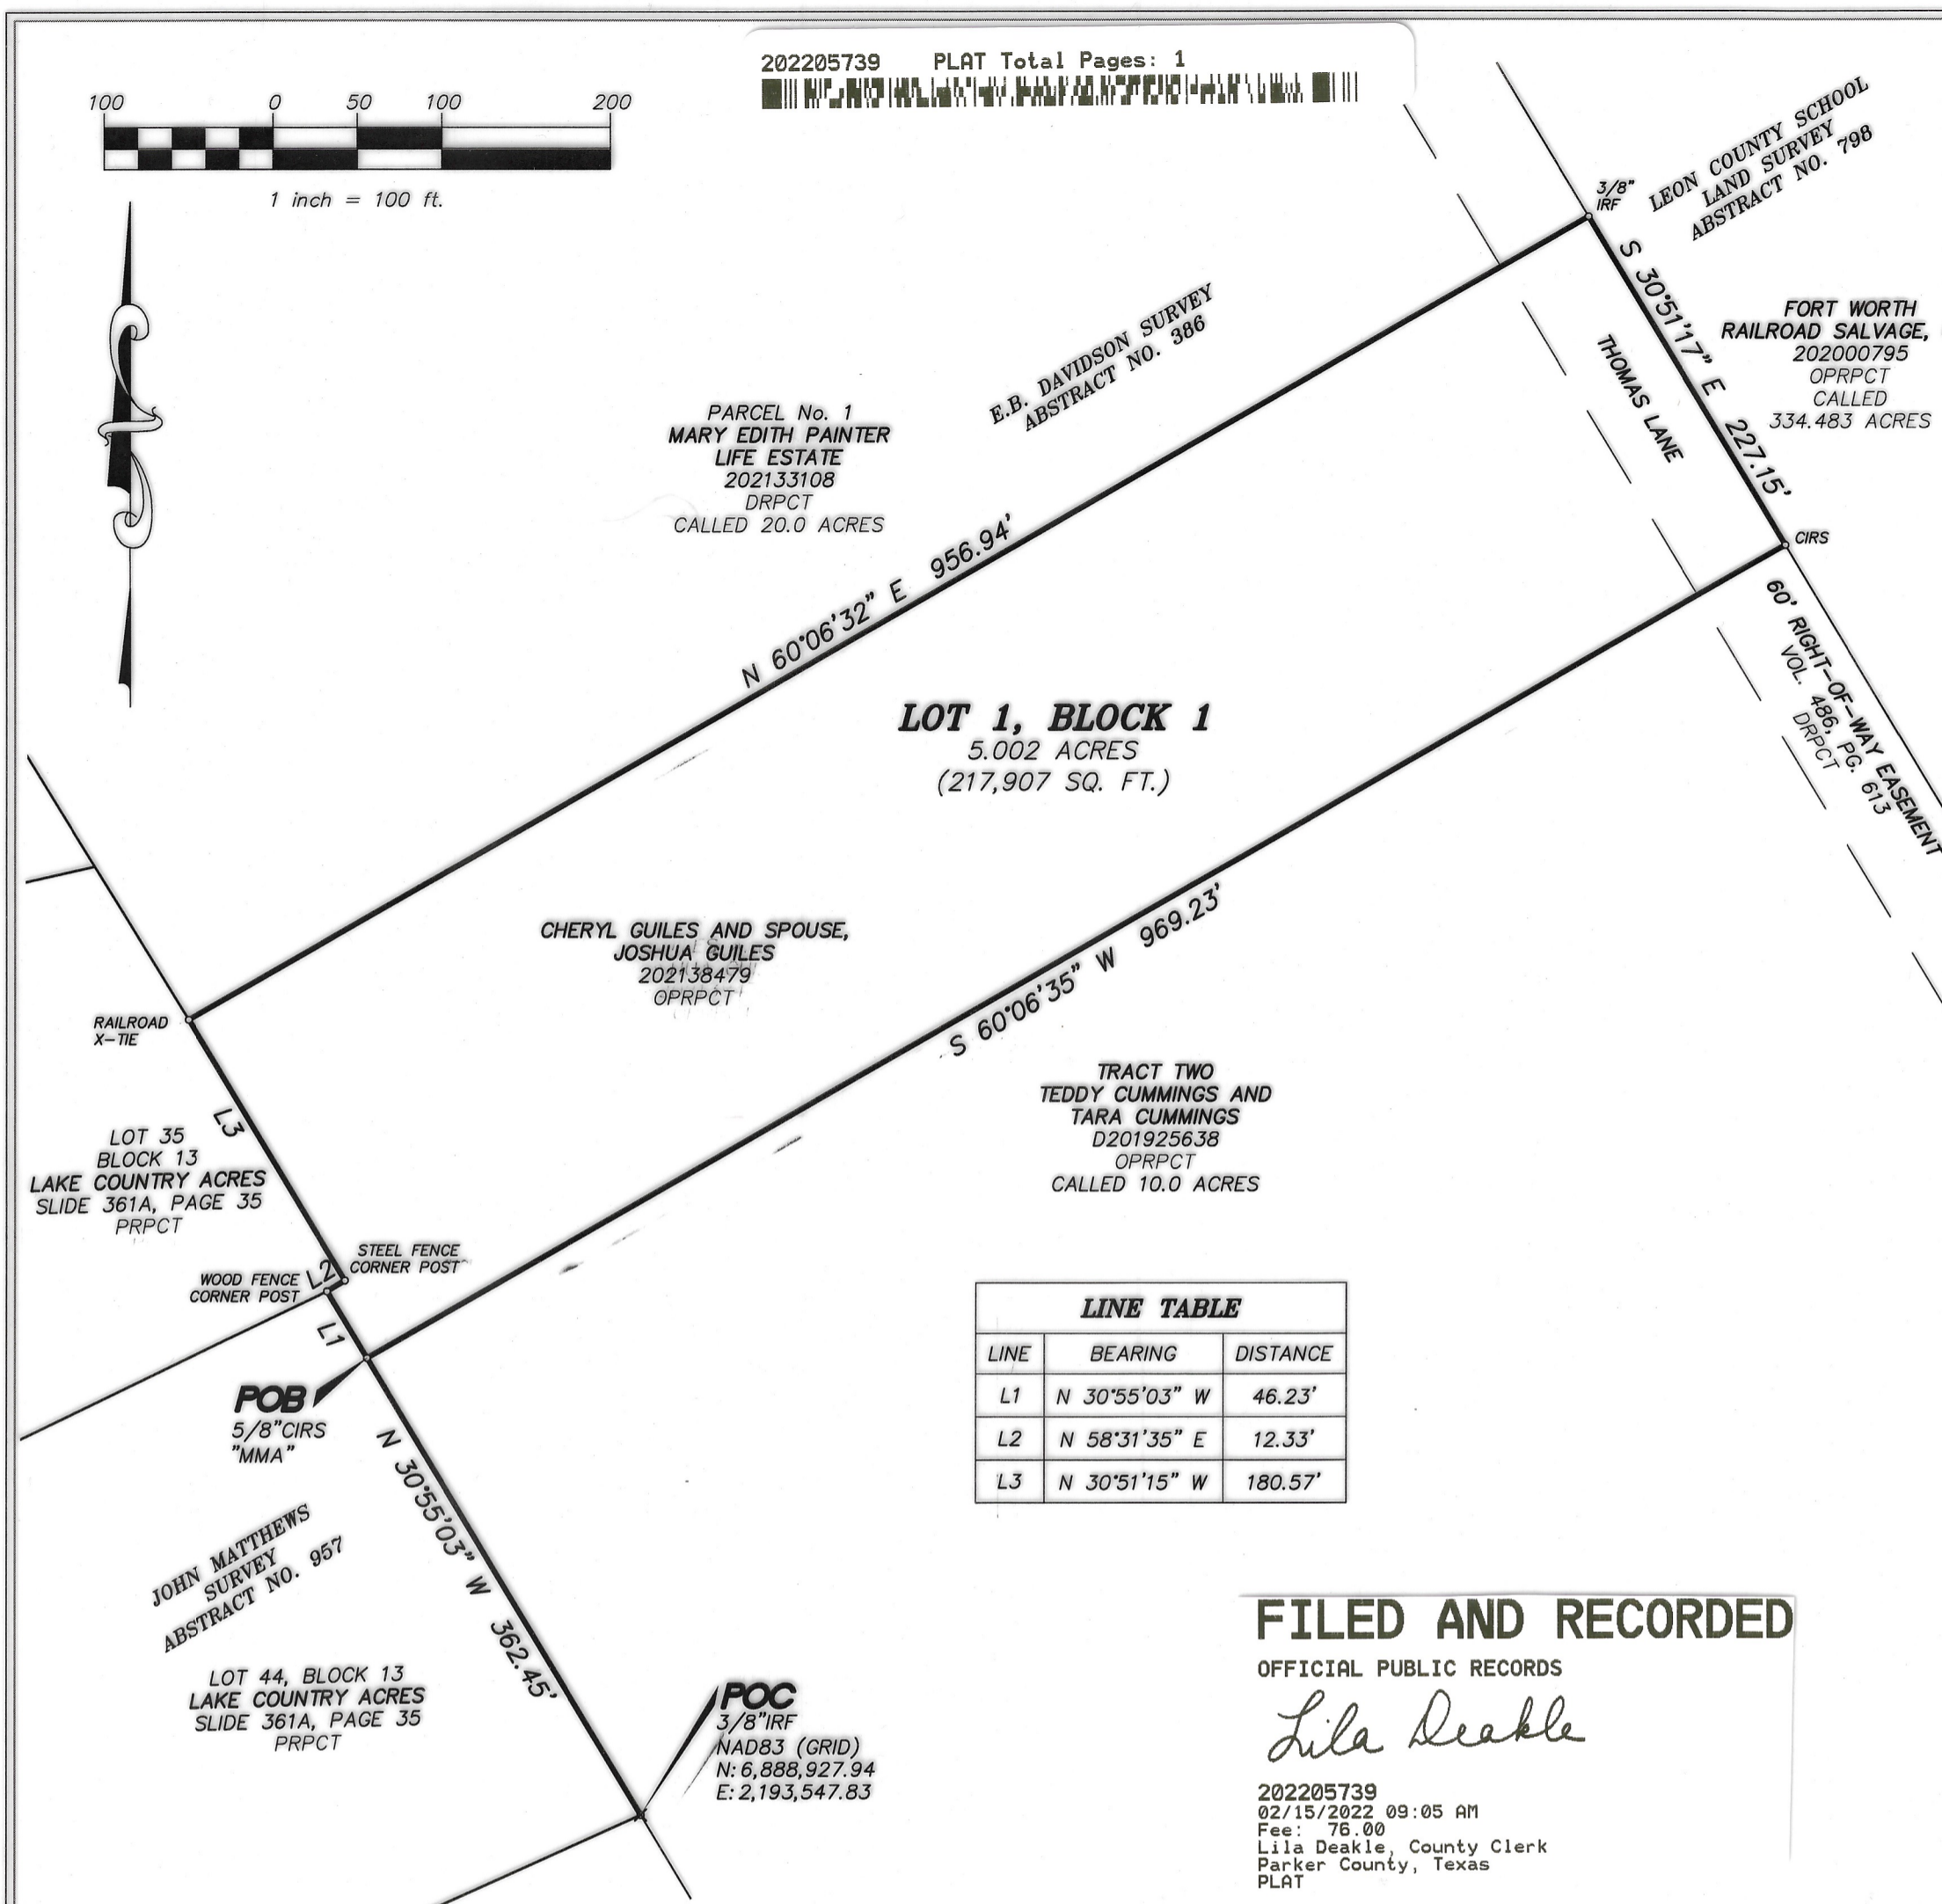 202205739 PLAT Total Pages: 1
100 0 50 100 200
1 inch = 100 ft.
LEON COUNTY SCHOOL
LAND SURVEY
ABSTRACT NO. 798
3/8"
IRF
S 30°51'17" E 227.15'
FORT WORTH
RAILROAD SALVAGE,
202000795
OPRPCT
CALLED
334.483 ACRES
THOMAS LANE
E.B. DAVIDSON SURVEY
ABSTRACT NO. 386
PARCEL No. 1
MARY EDITH PAINTER
LIFE ESTATE
202133108
DRPCT
CALLED 20.0 ACRES
N 60°06'32" E 956.94'
CIRS
60' RIGHT-OF-WAY EASEMENT
VOL. 486, PG. 613
DRPCT
LOT 1, BLOCK 1
5.002 ACRES
(217,907 SQ. FT.)
CHERYL GUILES AND SPOUSE,
JOSHUA GUILES
202138479
OPRPCT
S 60°06'35" W 969.23'
RAILROAD
X-TIE
L3
LOT 35
BLOCK 13
LAKE COUNTRY ACRES
SLIDE 361A, PAGE 35
PRPCT
TRACT TWO
TEDDY CUMMINGS AND
TARA CUMMINGS
D201925638
OPRPCT
CALLED 10.0 ACRES
STEEL FENCE
CORNER POST
L2
WOOD FENCE
CORNER POST
L1
POB
5/8"CIRS
"MMA"
LINE TABLE
LINE BEARING DISTANCE
L1 N 30°55'03" W 46.23'
L2 N 58°31'35" E 12.33'
L3 N 30°51'15" W 180.57'
N 30°55'03" W 362.45'
JOHN MATTHEWS
SURVEY
ABSTRACT NO. 957
LOT 44, BLOCK 13
LAKE COUNTRY ACRES
SLIDE 361A, PAGE 35
PRPCT
POC
3/8"IRF
NAD83 (GRID)
N: 6,888,927.94
E: 2,193,547.83
FILED AND RECORDED
OFFICIAL PUBLIC RECORDS
Lila Deakle
202205739
02/15/2022 09:05 AM
Fee: 76.00
Lila Deakle, County Clerk
Parker County, Texas
PLAT